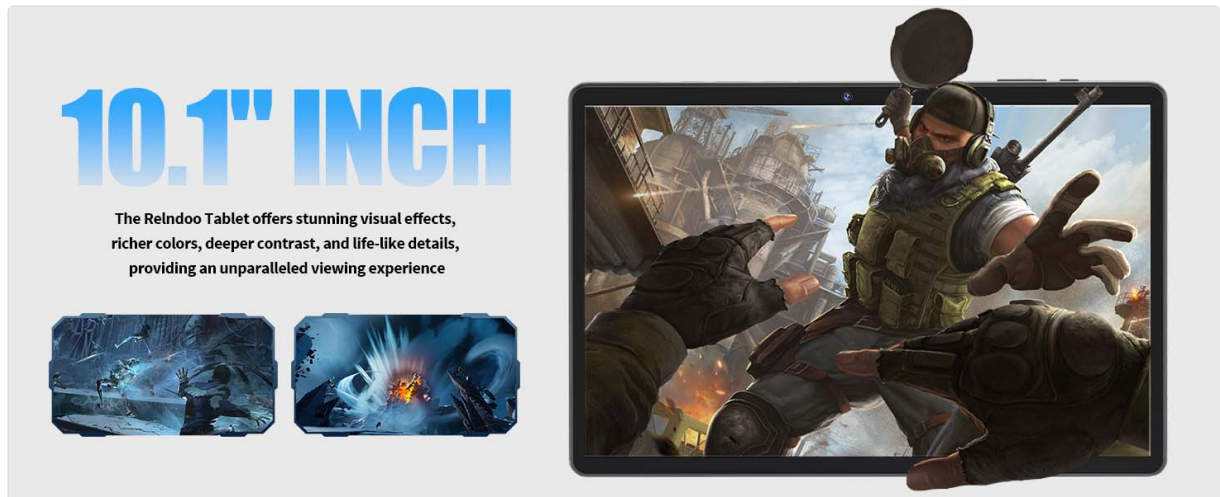 10.1" INCH
The Relndoo Tablet offers stunning visual effects,
richer colors, deeper contrast, and life-like details,
providing an unparalleled viewing experience